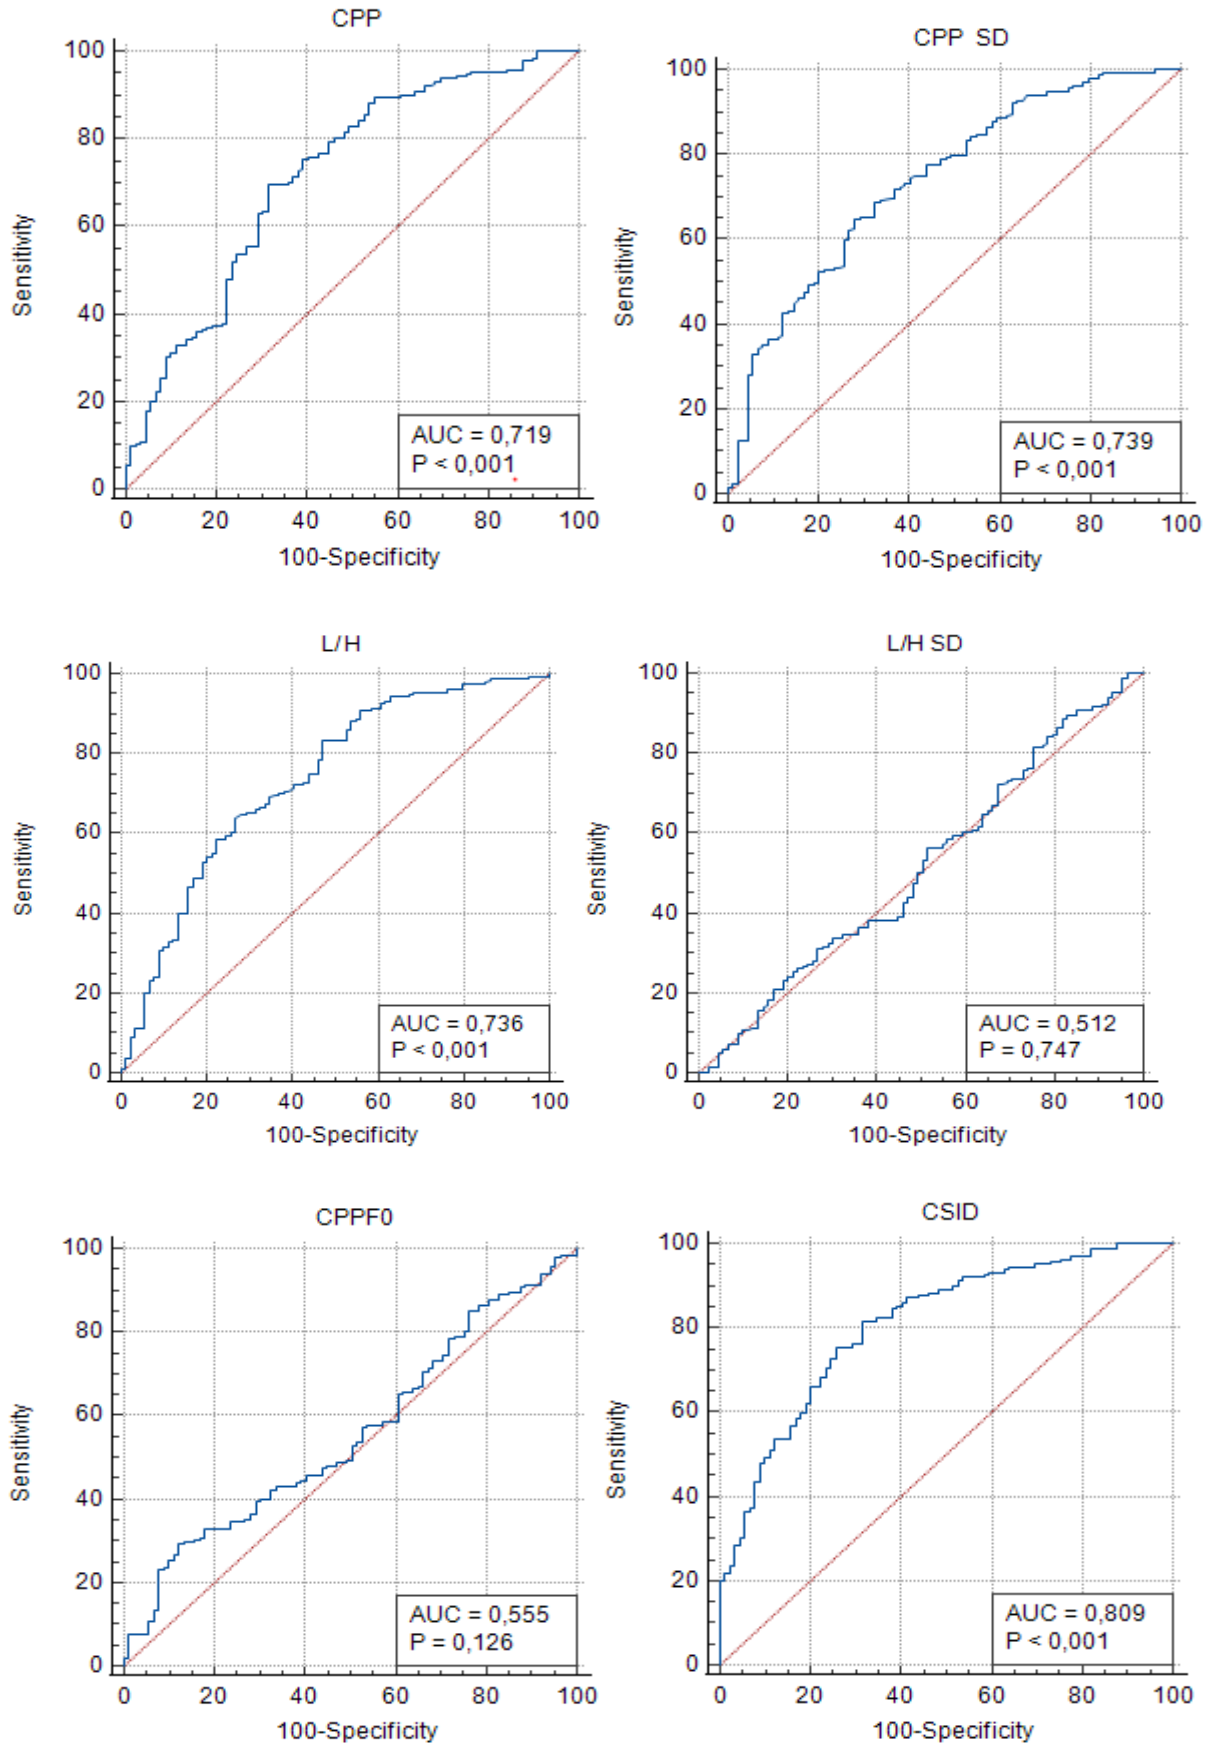 CPP
100
80
60
40
20
0
Sensitivity
AUC = 0,719
P < 0,001
0 20 40 60 80 100
100-Specificity
CPP SD
100
80
60
40
20
0
Sensitivity
AUC = 0,739
P < 0,001
0 20 40 60 80 100
100-Specificity
L/H
100
80
60
40
20
0
Sensitivity
AUC = 0,736
P < 0,001
0 20 40 60 80 100
100-Specificity
L/H SD
100
80
60
40
20
0
Sensitivity
AUC = 0,512
P = 0,747
0 20 40 60 80 100
100-Specificity
CPPF0
100
80
60
40
20
0
Sensitivity
AUC = 0,555
P = 0,126
0 20 40 60 80 100
100-Specificity
CSID
100
80
60
40
20
0
Sensitivity
AUC = 0,809
P < 0,001
0 20 40 60 80 100
100-Specificity